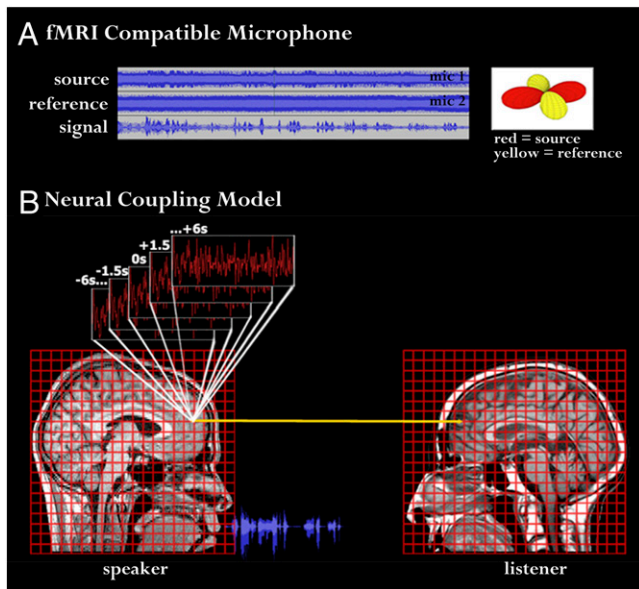 A fMRI Compatible Microphone
source
mic 1
reference
mic 2
signal
red = source
yellow = reference
B Neural Coupling Model
...+6s
+1.5
0s
-1.5s
-6s...
speaker
listener